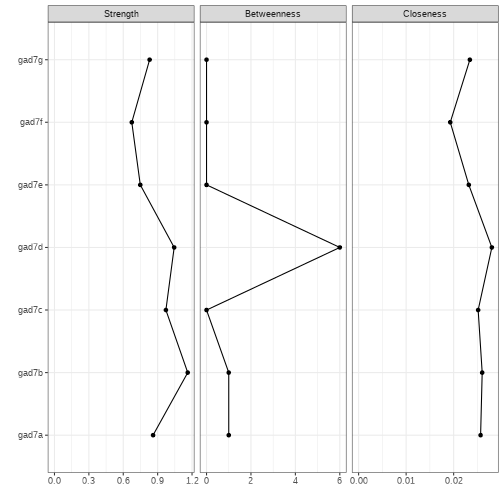 Strength Betweenness Closeness
gad7g
gad7f
gad7e
gad7d
gad7c
gad7b
gad7a
0.0 0.3 0.6 0.9 1.2 0 2 4 6 0.00 0.01 0.02